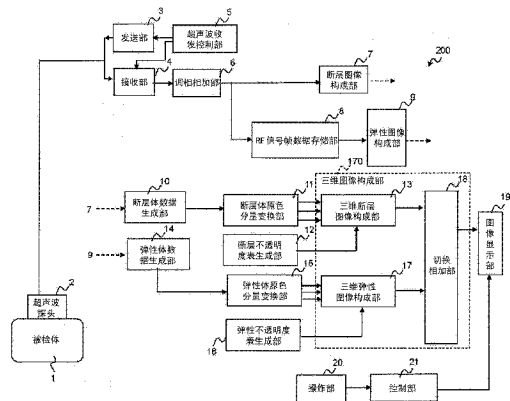 3
发送部
5
超声波收
发控制部
4
接收部
6
调相相加部
7
断层图像
构成部
200
8
RF信号帧数据存储部
9
弹性图像
构成部
170
三维图像构成部
10
7
断层体数据
生成部
11
断层体原色
分量变换部
13
三维断层
图像构成部
18
切换
相加部
19
图像显示部
12
断层不透明
度表生成部
14
9
弹性体数
据生成部
15
弹性体原色
分量变换部
17
三维弹性
图像构成部
16
弹性不透明度
表生成部
2
超声波
探头
被检体
1
20
操作部
21
控制部